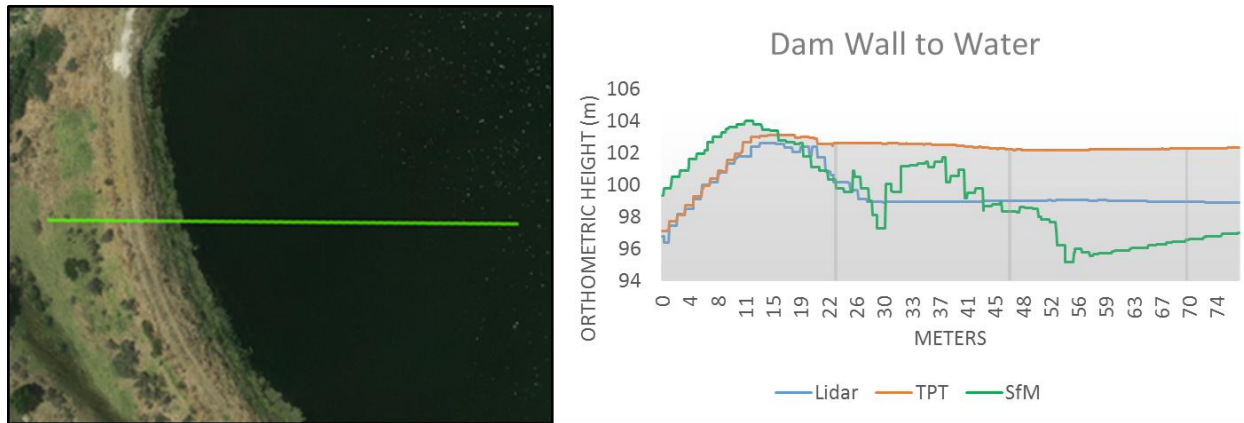 Dam Wall to Water
ORTHOMETRIC HEIGHT (m)
106
104
102
100
98
96
94
0 4 8 11 15 19 22 26 30 33 37 41 45 48 52 56 59 63 67 70 74
METERS
Lidar TPT SfM